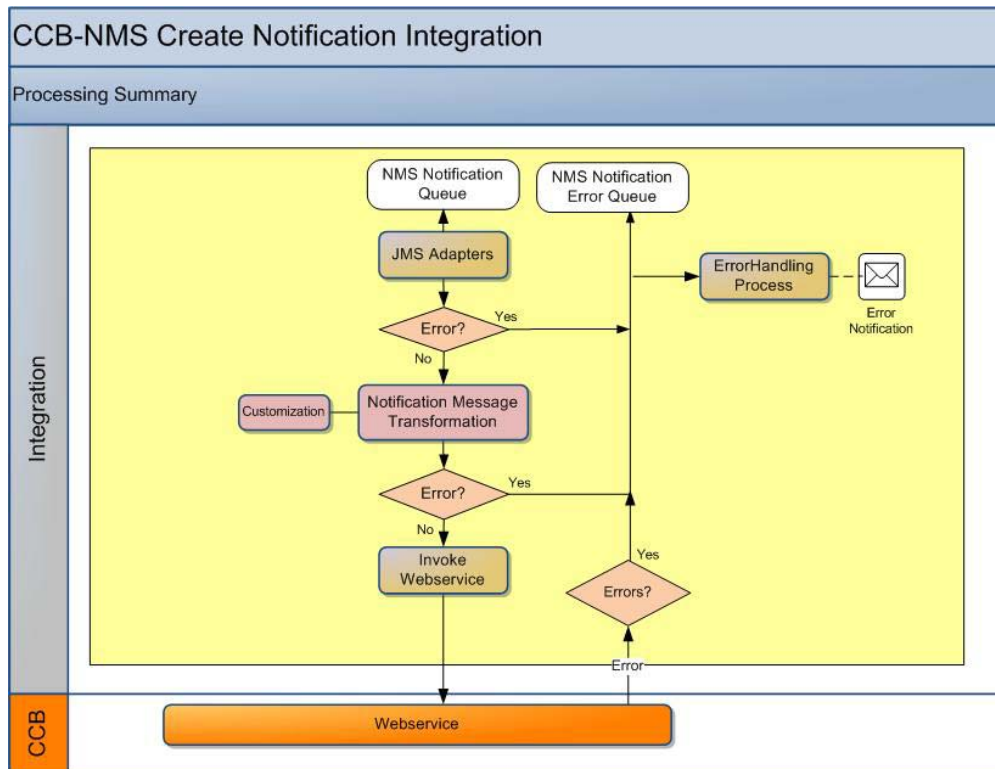 CCB-NMS Create Notification Integration
Processing Summary
Integration
NMS Notification
Queue
NMS Notification
Error Queue
JMS Adapters
ErrorHandling
Process
Error
Notification
Error?
Yes
No
Customization
Notification Message
Transformation
Error?
Yes
No
Invoke
Webservice
Yes
Errors?
Error
CCB
Webservice